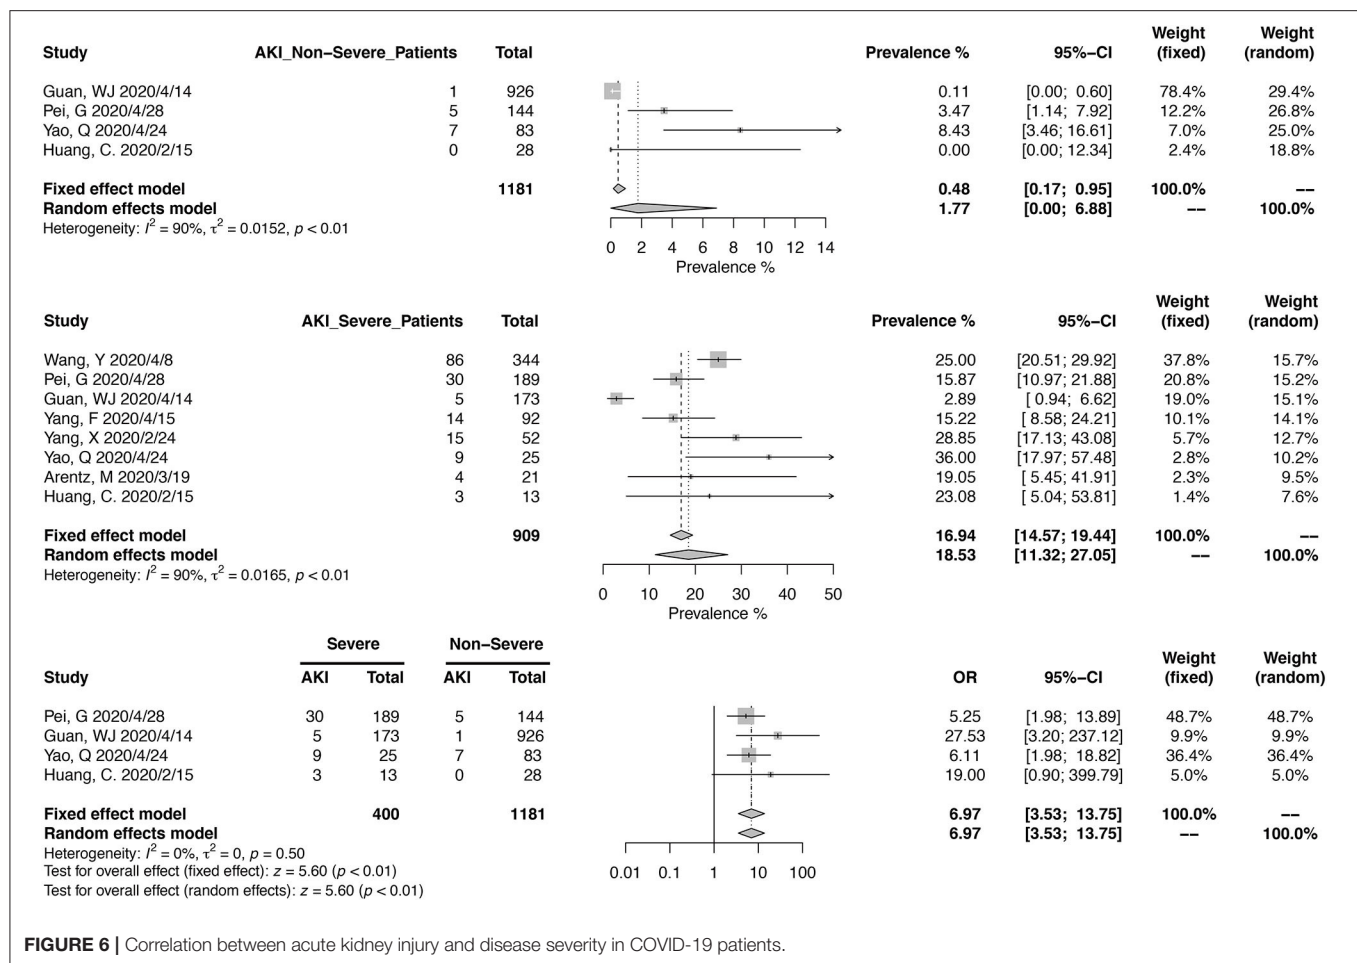 Study AKI_Non−Severe_Patients Total Prevalence % 95%−CI Weight (fixed) Weight (random)
Guan, WJ 2020/4/14 1 926 0.11 [0.00; 0.60] 78.4% 29.4%
Pei, G 2020/4/28 5 144 3.47 [1.14; 7.92] 12.2% 26.8%
Yao, Q 2020/4/24 7 83 8.43 [3.46; 16.61] 7.0% 25.0%
Huang, C. 2020/2/15 0 28 0.00 [0.00; 12.34] 2.4% 18.8%
Fixed effect model 1181 0.48 [0.17; 0.95] 100.0% −−
Random effects model 1.77 [0.00; 6.88] −− 100.0%
Heterogeneity: I² = 90%, τ² = 0.0152, p < 0.01
0 2 4 6 8 10 12 14
Prevalence %
Study AKI_Severe_Patients Total Prevalence % 95%−CI Weight (fixed) Weight (random)
Wang, Y 2020/4/8 86 344 25.00 [20.51; 29.92] 37.8% 15.7%
Pei, G 2020/4/28 30 189 15.87 [10.97; 21.88] 20.8% 15.2%
Guan, WJ 2020/4/14 5 173 2.89 [ 0.94; 6.62] 19.0% 15.1%
Yang, F 2020/4/15 14 92 15.22 [ 8.58; 24.21] 10.1% 14.1%
Yang, X 2020/2/24 15 52 28.85 [17.13; 43.08] 5.7% 12.7%
Yao, Q 2020/4/24 9 25 36.00 [17.97; 57.48] 2.8% 10.2%
Arentz, M 2020/3/19 4 21 19.05 [ 5.45; 41.91] 2.3% 9.5%
Huang, C. 2020/2/15 3 13 23.08 [ 5.04; 53.81] 1.4% 7.6%
Fixed effect model 909 16.94 [14.57; 19.44] 100.0% −−
Random effects model 18.53 [11.32; 27.05] −− 100.0%
Heterogeneity: I² = 90%, τ² = 0.0165, p < 0.01
0 10 20 30 40 50
Prevalence %
Severe Non−Severe
Study AKI Total AKI Total OR 95%−CI Weight (fixed) Weight (random)
Pei, G 2020/4/28 30 189 5 144 5.25 [1.98; 13.89] 48.7% 48.7%
Guan, WJ 2020/4/14 5 173 1 926 27.53 [3.20; 237.12] 9.9% 9.9%
Yao, Q 2020/4/24 9 25 7 83 6.11 [1.98; 18.82] 36.4% 36.4%
Huang, C. 2020/2/15 3 13 0 28 19.00 [0.90; 399.79] 5.0% 5.0%
Fixed effect model 400 1181 6.97 [3.53; 13.75] 100.0% −−
Random effects model 6.97 [3.53; 13.75] −− 100.0%
Heterogeneity: I² = 0%, τ² = 0, p = 0.50
Test for overall effect (fixed effect): z = 5.60 (p < 0.01)
Test for overall effect (random effects): z = 5.60 (p < 0.01)
0.01 0.1 1 10 100
FIGURE 6 | Correlation between acute kidney injury and disease severity in COVID-19 patients.